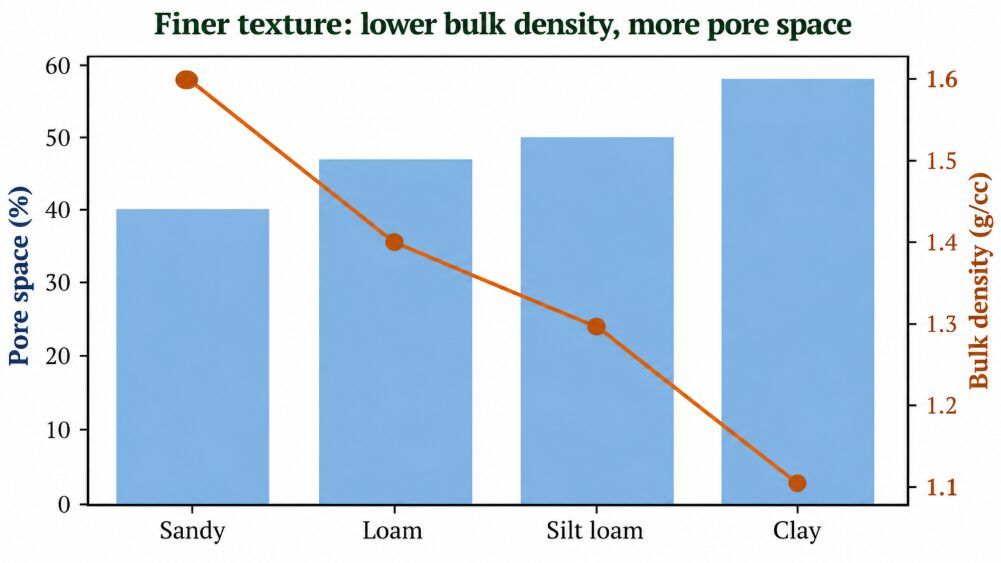 Finer texture: lower bulk density, more pore space
Pore space (%)
60
50
40
30
20
10
0
1.6
1.5
1.4
1.3
1.2
1.1
Bulk density (g/cc)
Sandy
Loam
Silt loam
Clay